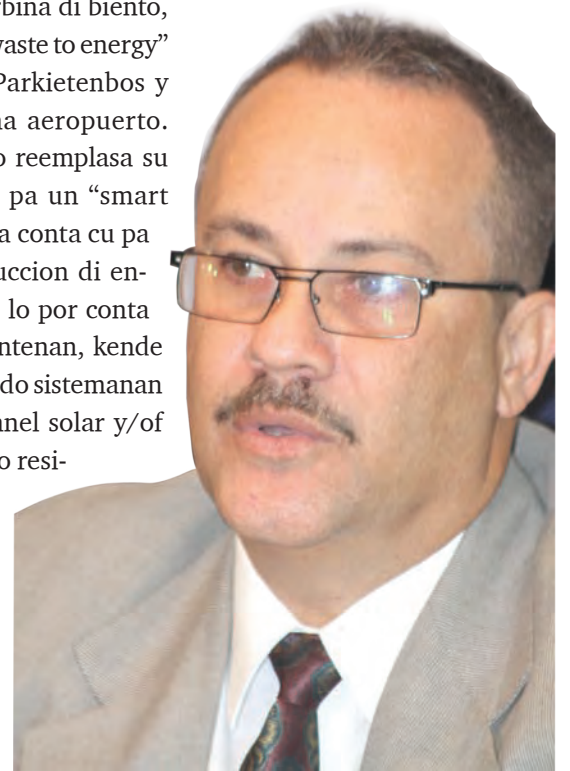 rbina di biento,
waste to energy”
Parkietenbos y
na aeropuerto.
o reemplasa su
pa un “smart
a conta cu pa
uccion di en-
lo por conta
ntenan, kende
do sistemanan
nel solar y/of
o resi-